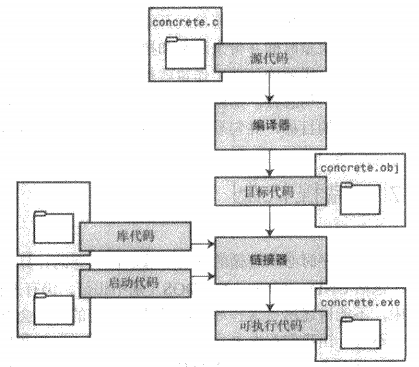 concrete.c
源代码
编译器
concrete.obj
目标代码
库代码
链接器
启动代码
concrete.exe
可执行代码